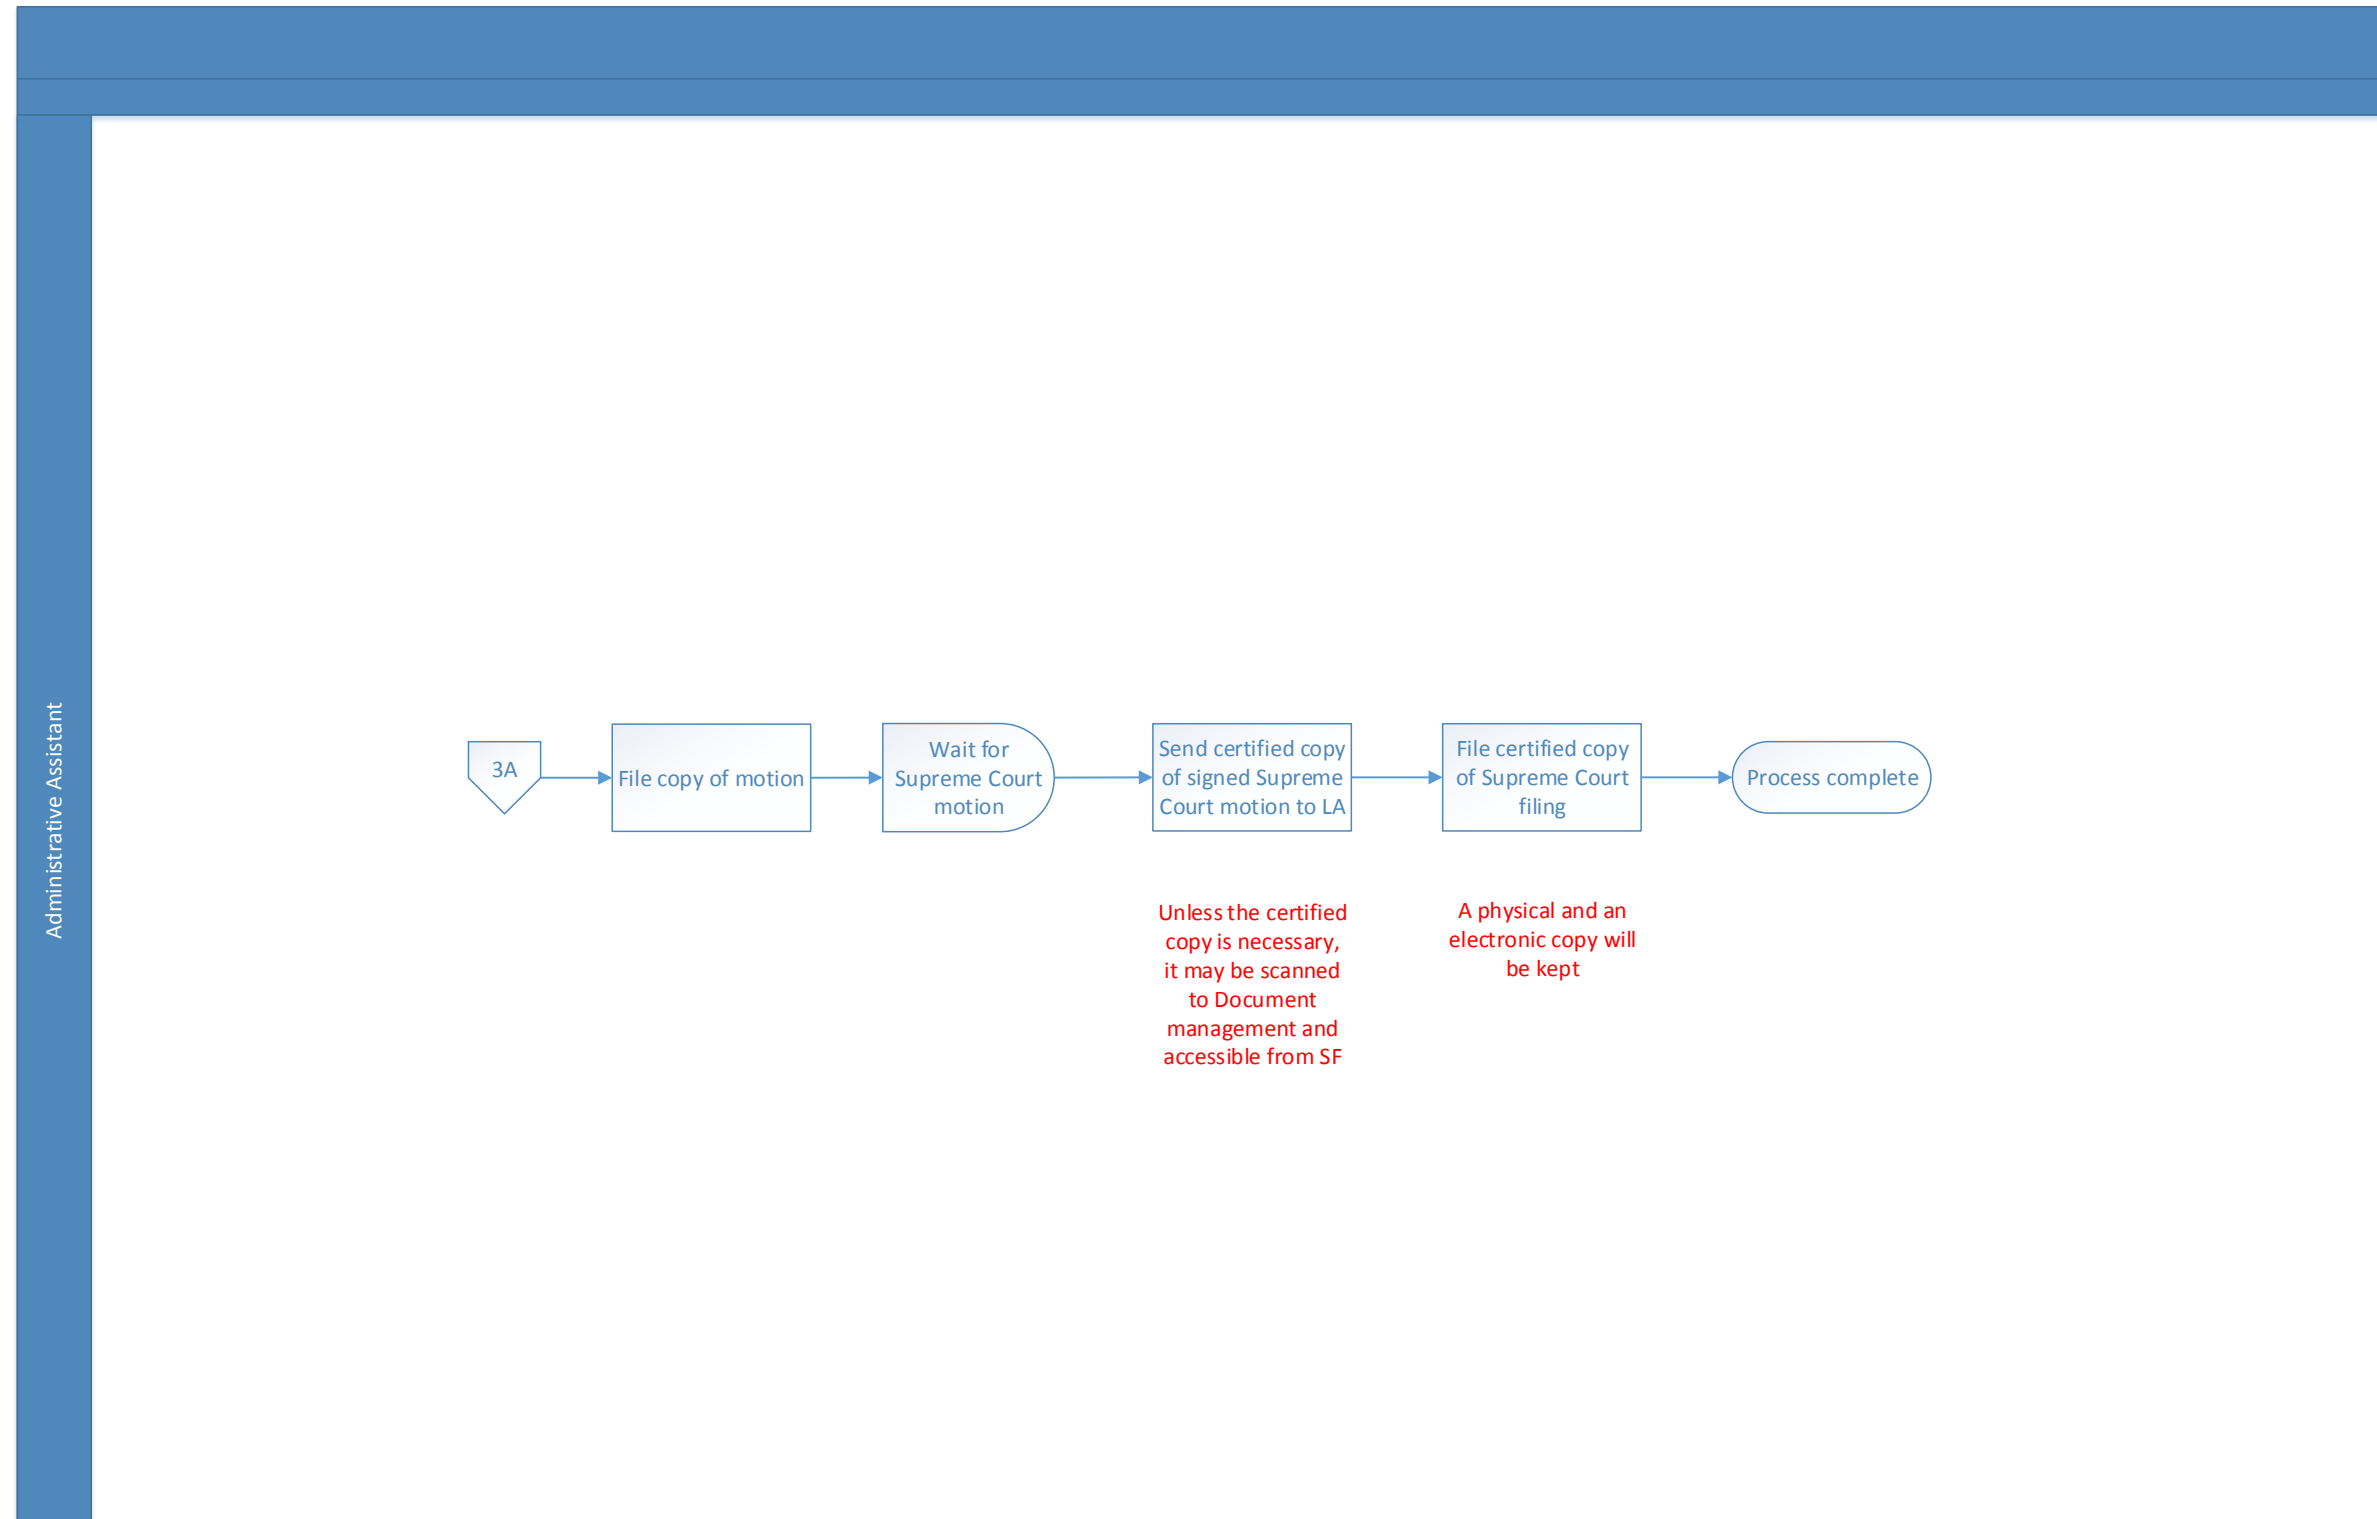 Administrative Assistant
3A
File copy of motion
Wait for
Supreme Court
motion
Send certified copy
of signed Supreme
Court motion to LA
File certified copy
of Supreme Court
filing
Process complete
Unless the certified
copy is necessary,
it may be scanned
to Document
management and
accessible from SF
A physical and an
electronic copy will
be kept